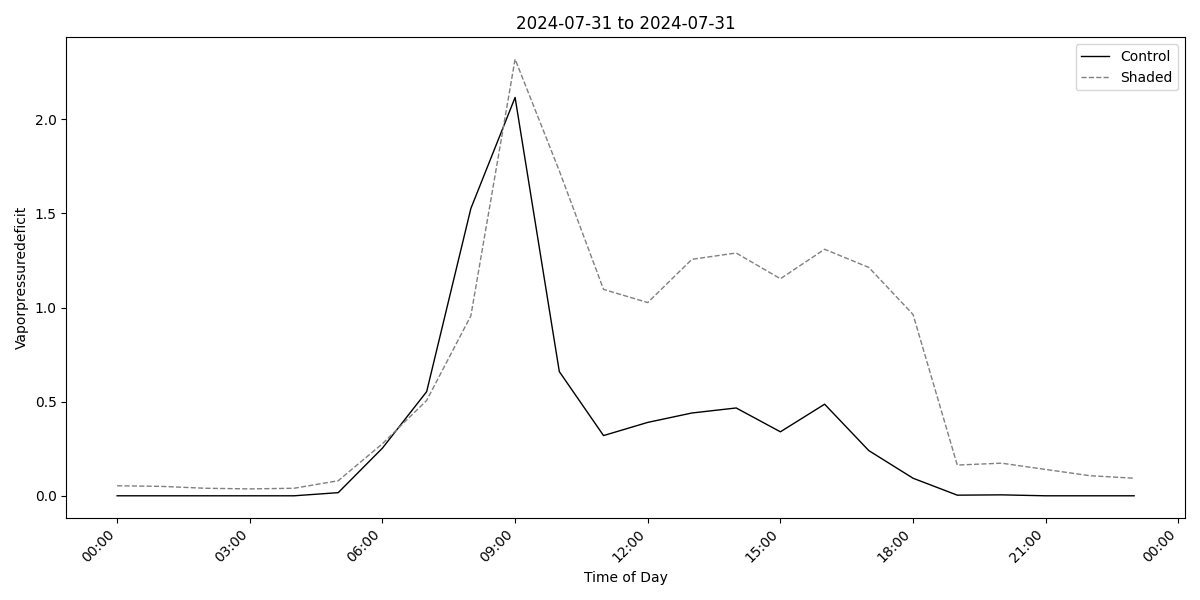 2024-07-31 to 2024-07-31
Control
Shaded
Vaporpressuredeficit
2.0
1.5
1.0
0.5
0.0
00:00
03:00
06:00
09:00
12:00
15:00
18:00
21:00
00:00
Time of Day